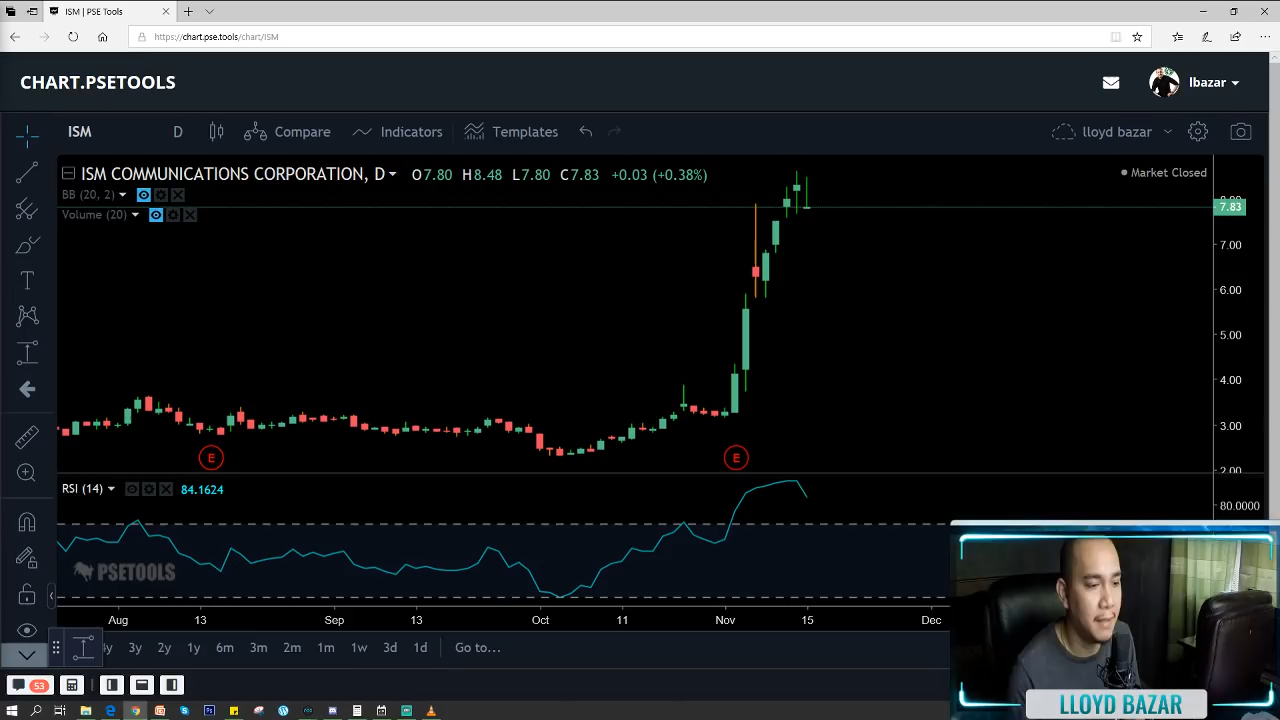 ISM | PSE Tools
https://chart.pse.tools/chart/ISM
CHART.PSETOOLS
lbazar
ISM D Compare Indicators Templates lloyd bazar
ISM COMMUNICATIONS CORPORATION, D O7.80 H8.48 L7.80 C7.83 +0.03 (+0.38%)
Market Closed
BB (20, 2)
Volume (20)
7.83
7.00
6.00
5.00
4.00
3.00
2.00
E E
RSI (14) 84.1624
80.0000
PSETOOLS
Aug 13 Sep 13 Oct 11 Nov 15 Dec
3y 2y 1y 6m 3m 2m 1m 1w 3d 1d Go to...
53
LLOYD BAZAR